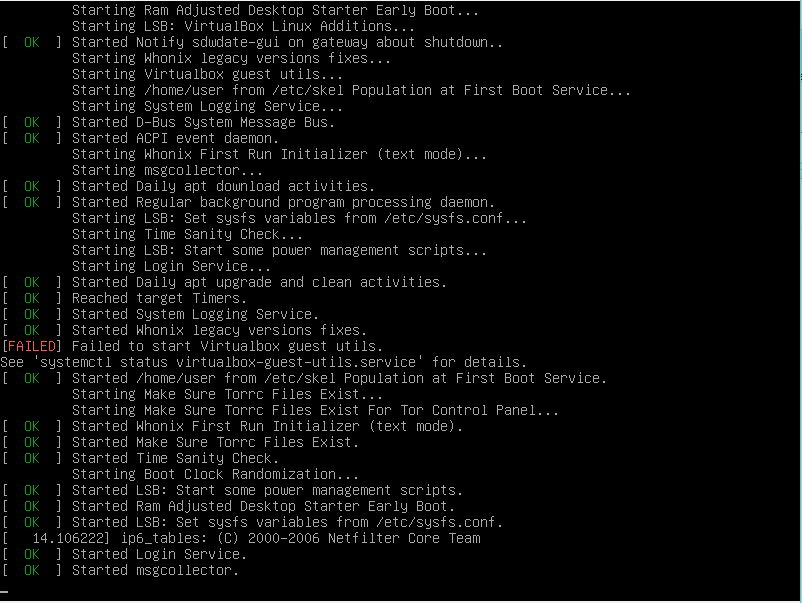 Starting Ram Adjusted Desktop Starter Early Boot...
Starting LSB: VirtualBox Linux Additions...
[  OK  ] Started Notify sdwdate-gui on gateway about shutdown..
Starting Whonix legacy versions fixes...
Starting Virtualbox guest utils...
Starting /home/user from /etc/skel Population at First Boot Service...
Starting System Logging Service...
[  OK  ] Started D-Bus System Message Bus.
[  OK  ] Started ACPI event daemon.
Starting Whonix First Run Initializer (text mode)...
Starting msgcollector...
[  OK  ] Started Daily apt download activities.
[  OK  ] Started Regular background program processing daemon.
Starting LSB: Set sysfs variables from /etc/sysfs.conf...
Starting Time Sanity Check...
Starting LSB: Start some power management scripts...
Starting Login Service...
[  OK  ] Started Daily apt upgrade and clean activities.
[  OK  ] Reached target Timers.
[  OK  ] Started System Logging Service.
[  OK  ] Started Whonix legacy versions fixes.
[FAILED] Failed to start Virtualbox guest utils.
See 'systemctl status virtualbox-guest-utils.service' for details.
[  OK  ] Started /home/user from /etc/skel Population at First Boot Service.
Starting Make Sure Torrc Files Exist...
Starting Make Sure Torrc Files Exist For Tor Control Panel...
[  OK  ] Started Whonix First Run Initializer (text mode).
[  OK  ] Started Make Sure Torrc Files Exist.
[  OK  ] Started Time Sanity Check.
Starting Boot Clock Randomization...
[  OK  ] Started LSB: Start some power management scripts.
[  OK  ] Started Ram Adjusted Desktop Starter Early Boot.
[  OK  ] Started LSB: Set sysfs variables from /etc/sysfs.conf.
[   14.106222] ip6_tables: (C) 2000-2006 Netfilter Core Team
[  OK  ] Started Login Service.
[  OK  ] Started msgcollector.